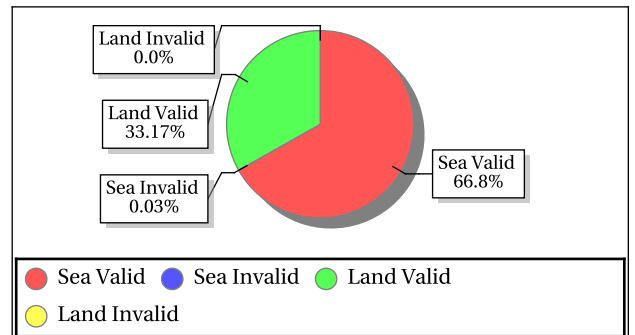 Land Invalid
0.0%
Land Valid
33.17%
Sea Invalid
0.03%
Sea Valid
66.8%
Sea Valid Sea Invalid Land Valid
Land Invalid